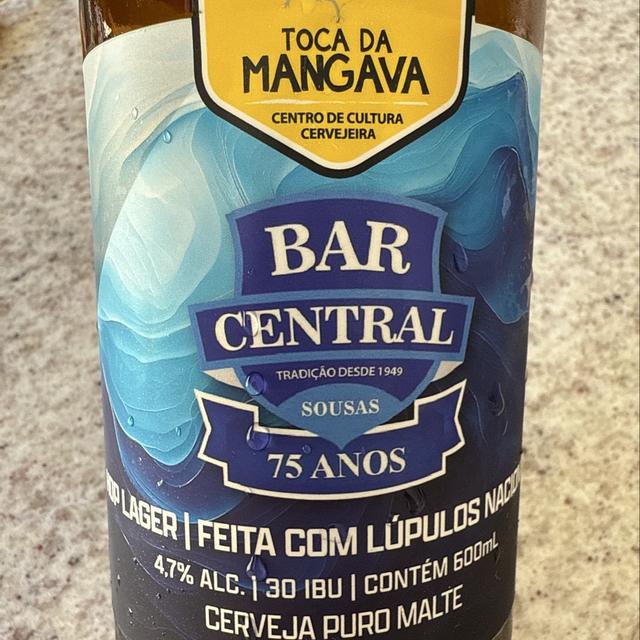 TOCA DA
MANGAVA
CENTRO DE CULTURA
CERVEJEIRA
BAR
CENTRAL
TRADIÇÃO DESDE 1949
SOUSAS
75 ANOS
LAGER | FEITA COM LÚPULOS
4,7% ALC. | 30 IBU | CONTÉM 600mL
CERVEJA PURO MALTE